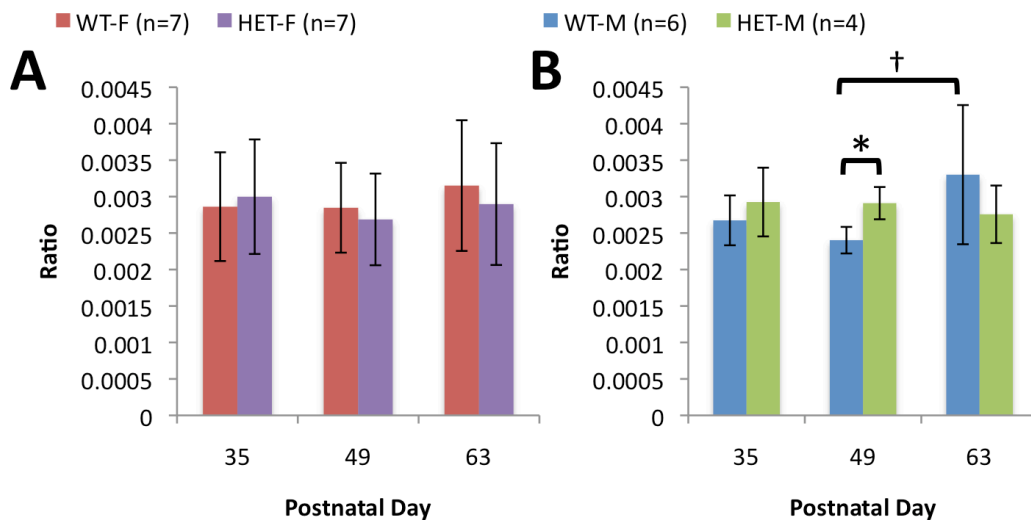 WT-F (n=7) HET-F (n=7)
WT-M (n=6) HET-M (n=4)
A
0.0045
0.004
0.0035
0.003
0.0025
0.002
0.0015
0.001
0.0005
0
Ratio
35 49 63
Postnatal Day
B
0.0045
0.004
0.0035
0.003
0.0025
0.002
0.0015
0.001
0.0005
0
Ratio
†
*
35 49 63
Postnatal Day